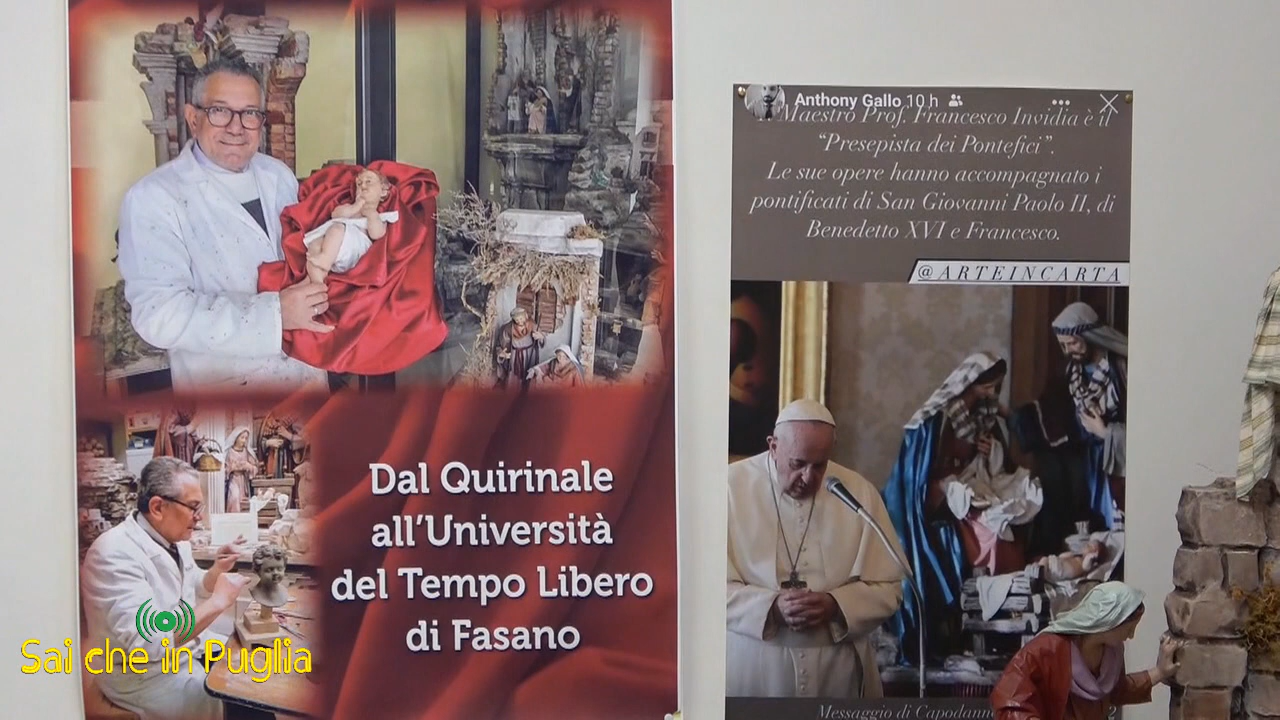 Dal Quirinale
all'Università
del Tempo Libero
di Fasano
Sai che in Puglia
Anthony Gallo 10 h
Il Maestro Prof. Francesco Invidia è il
“Presepista dei Pontefici”.
Le sue opere hanno accompagnato i
pontificati di San Giovanni Paolo II, di
Benedetto XVI e Francesco.
@ARTEINCARTA
Messaggio di Capodanno